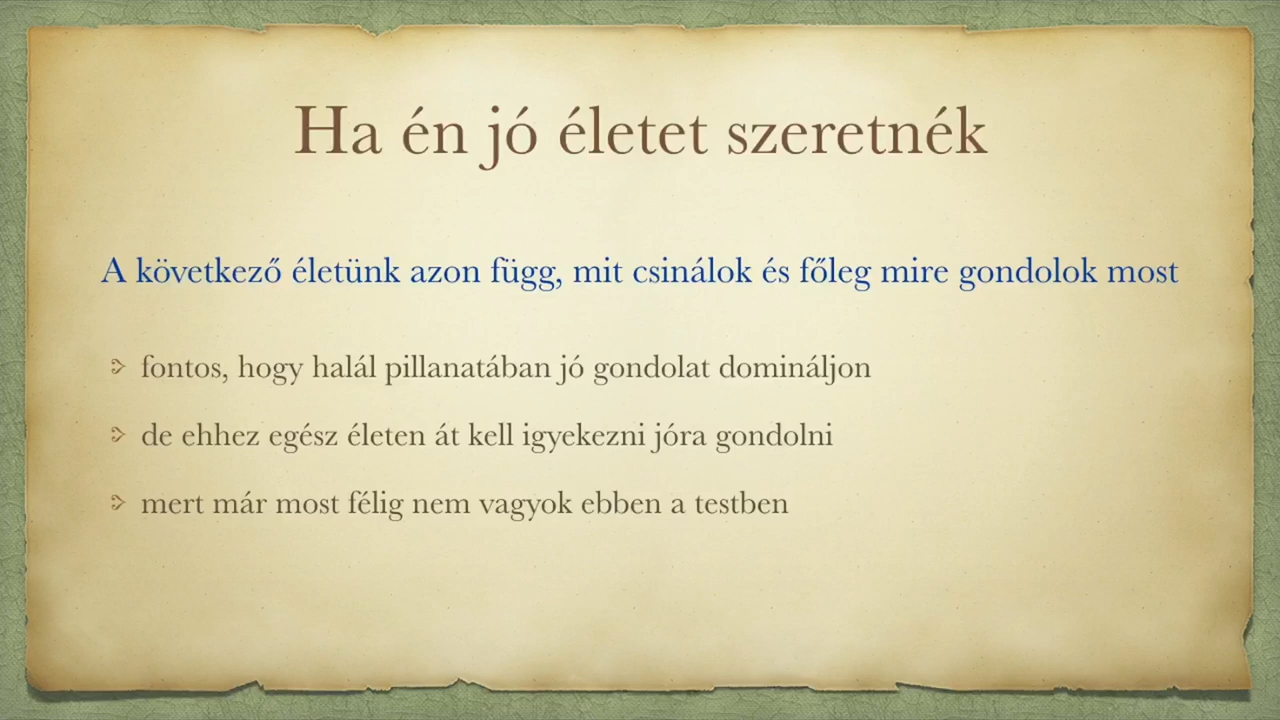 Ha én jó életet szeretnék
A következő életünk azon függ, mit csinálok és főleg mire gondolok most
fontos, hogy halál pillanatában jó gondolat domináljon
de ehhez egész életen át kell igyekezni jóra gondolni
mert már most félig nem vagyok ebben a testben